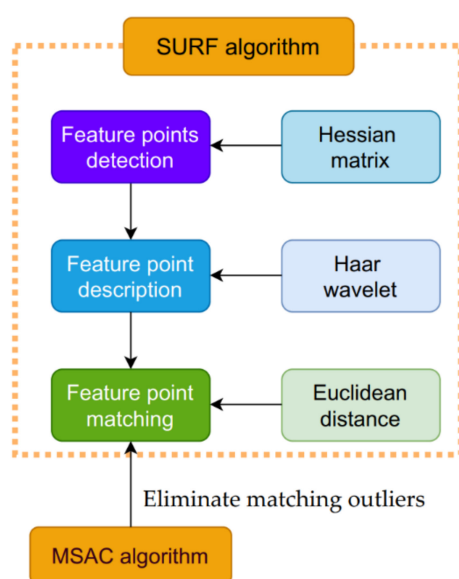 SURF algorithm
Feature points
detection
Hessian
matrix
Feature point
description
Haar
wavelet
Feature point
matching
Euclidean
distance
Eliminate matching outliers
MSAC algorithm